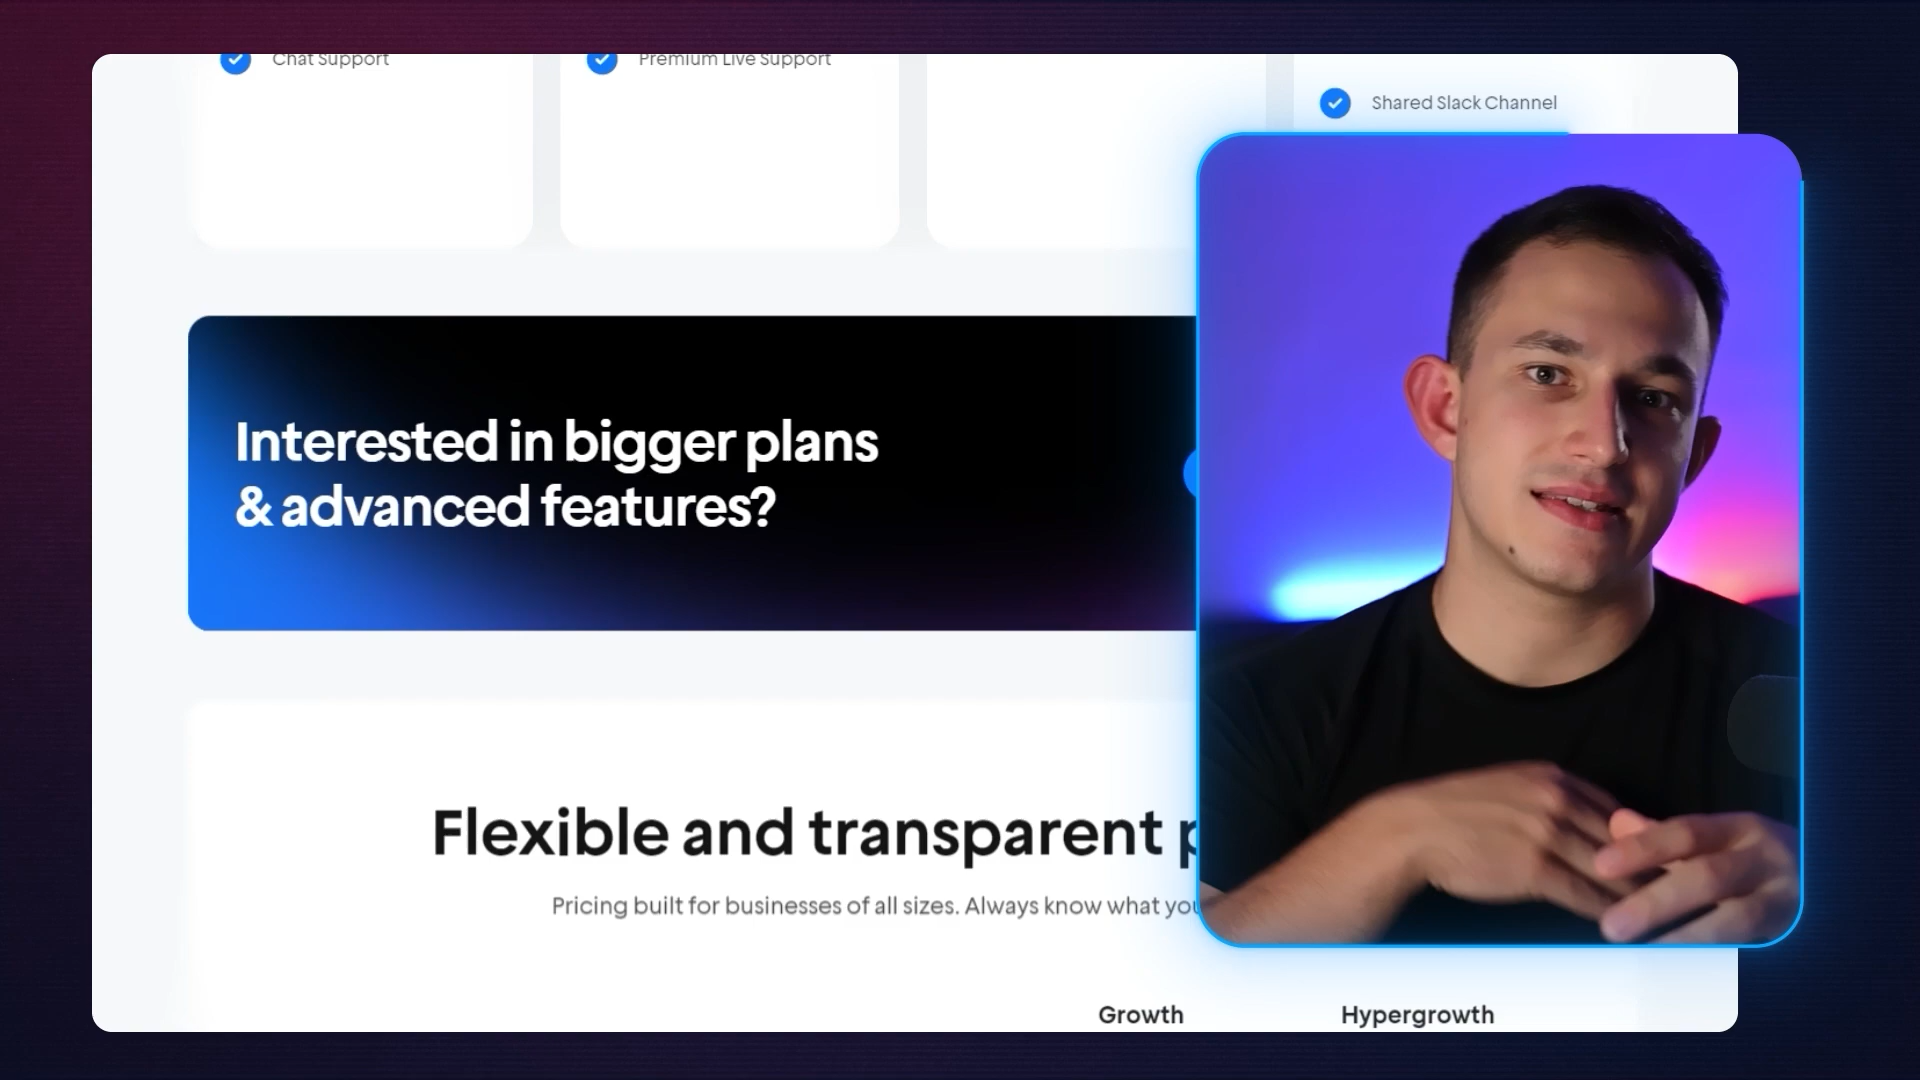 Chat Support
Premium Live Support
Shared Slack Channel
Interested in bigger plans
& advanced features?
Flexible and transparent
Pricing built for businesses of all sizes. Always know what you
Growth
Hypergrowth